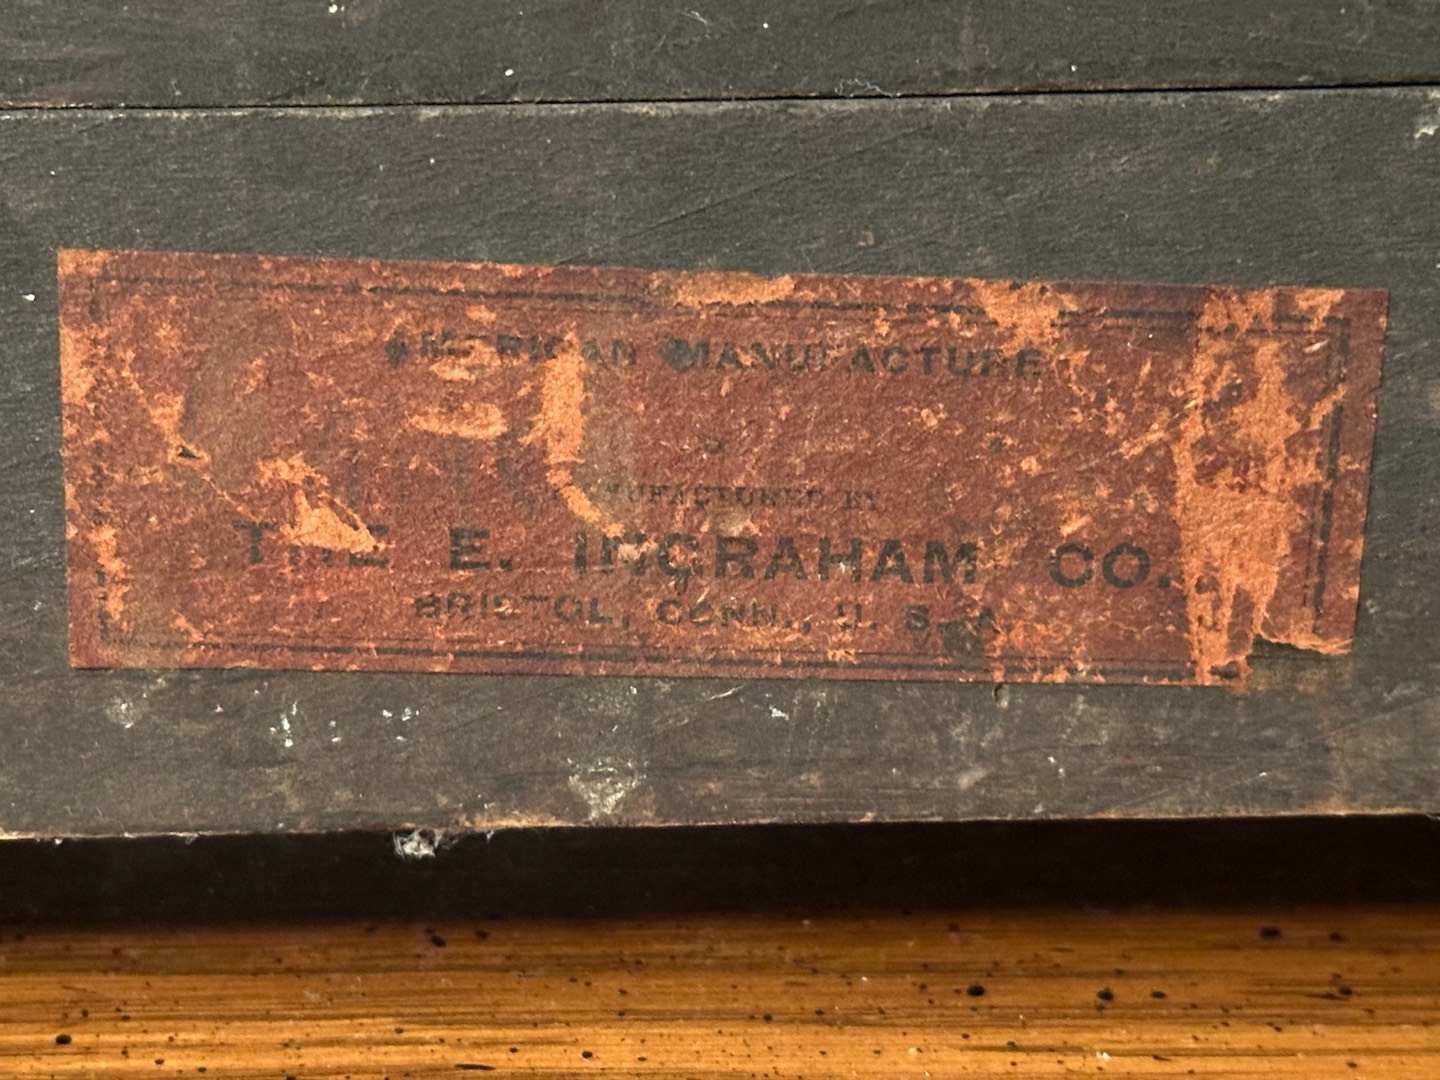 AMERICAN MANUFACTURE
MANUFACTURED BY
THE E. INGRAHAM CO.
BRISTOL, CONN., U. S. A.